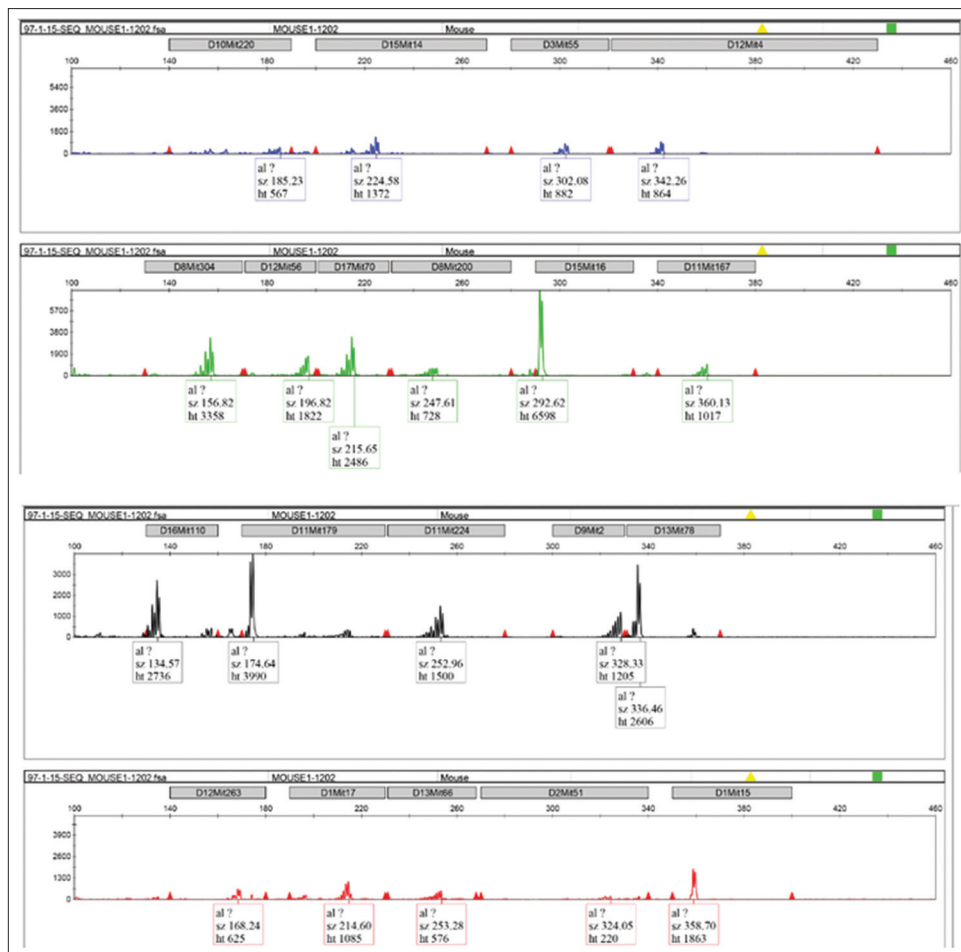 97-1-15-SEQ_MOUSE1-1202.fsa MOUSE1-1202 Mouse
D10Mit220 D15Mit14 D3Mit55 D12Mit4
100 140 180 220 260 300 340 380 420 460
5400
3600
1800
0
al ? al ? al ? al ?
sz 185.23 sz 224.58 sz 302.08 sz 342.26
ht 567 ht 1372 ht 882 ht 864
97-1-15-SEQ_MOUSE1-1202.fsa MOUSE1-1202 Mouse
D8Mit304 D12Mit56 D17Mit70 D8Mit200 D15Mit16 D11Mit167
100 140 180 220 260 300 340 380 420 460
5700
3800
1900
0
al ? al ? al ? al ? al ?
sz 156.82 sz 196.82 sz 247.61 sz 292.62 sz 360.13
ht 3358 ht 1822 ht 728 ht 6598 ht 1017
al ?
sz 215.65
ht 2486
97-1-15-SEQ_MOUSE1-1202.fsa MOUSE1-1202 Mouse
D16Mit110 D11Mit179 D11Mit224 D9Mit2 D13Mit78
100 140 180 220 260 300 340 380 420 460
3000
2000
1000
0
al ? al ? al ? al ?
sz 134.57 sz 174.64 sz 252.96 sz 328.33
ht 2736 ht 3990 ht 1500 ht 1205
al ?
sz 336.46
ht 2606
97-1-15-SEQ_MOUSE1-1202.fsa MOUSE1-1202 Mouse
D12Mit263 D1Mit17 D13Mit66 D2Mit51 D1Mit15
100 140 180 220 260 300 340 380 420 460
3900
2600
1300
0
al ? al ? al ? al ? al ?
sz 168.24 sz 214.60 sz 253.28 sz 324.05 sz 358.70
ht 625 ht 1085 ht 576 ht 220 ht 1863